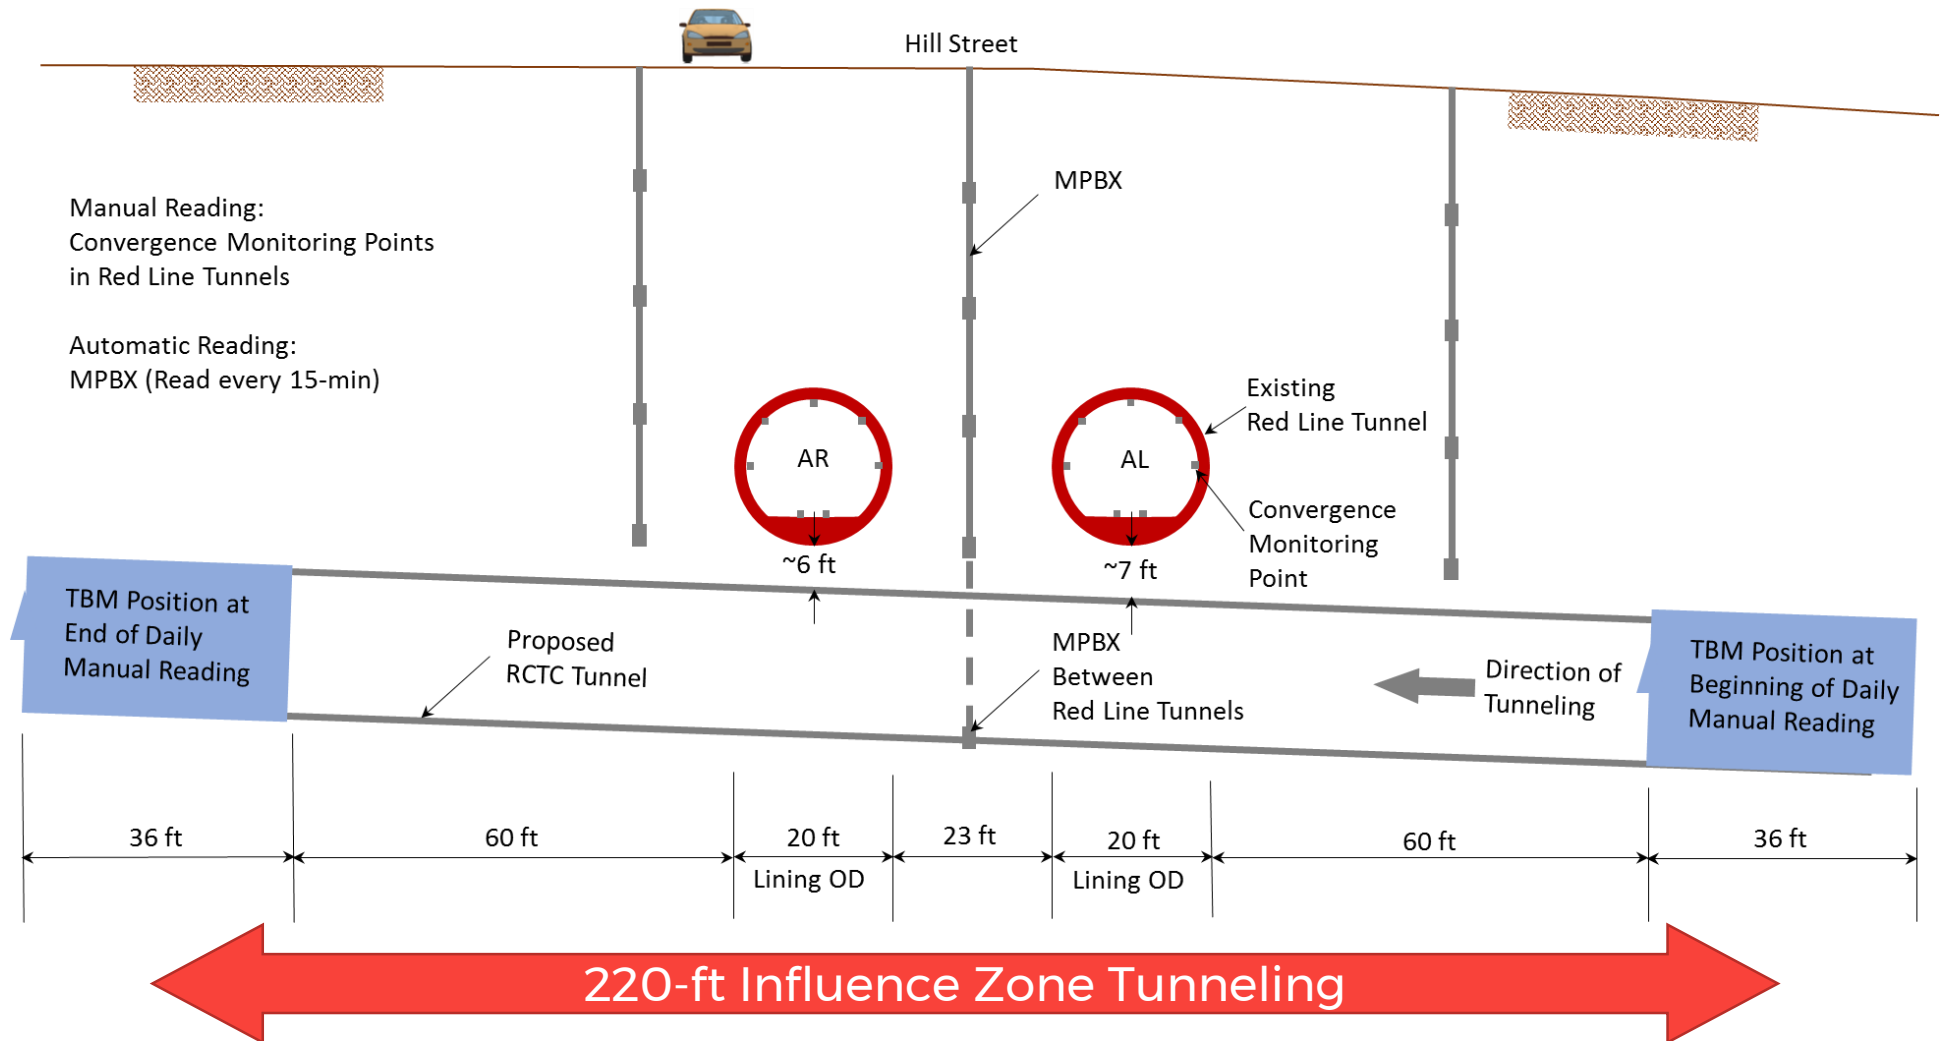 Hill Street
MPBX
Manual Reading:
Convergence Monitoring Points
in Red Line Tunnels
Automatic Reading:
MPBX (Read every 15-min)
Existing
Red Line Tunnel
AR
AL
Convergence
Monitoring
Point
~6 ft
~7 ft
TBM Position at
End of Daily
Manual Reading
Proposed
RCTC Tunnel
MPBX
Between
Red Line Tunnels
Direction of
Tunneling
TBM Position at
Beginning of Daily
Manual Reading
36 ft
60 ft
20 ft
Lining OD
23 ft
20 ft
Lining OD
60 ft
36 ft
220-ft Influence Zone Tunneling